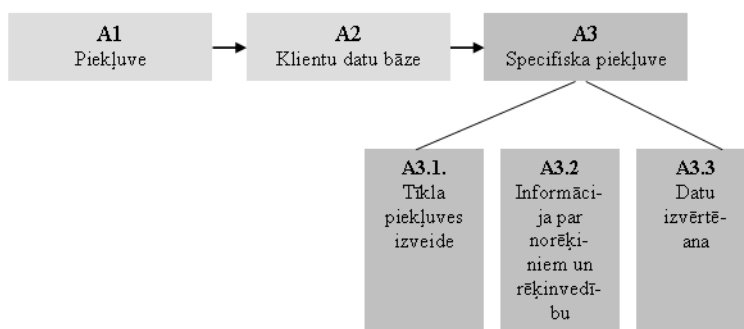 A1
Piekļuve
A2
Klientu datu bāze
A3
Specifiska piekļuve
A3.1.
Tīkla
piekļuves
izveide
A3.2
Informāci-
ja par
norēķi-
niem un
rēķinvedī-
bu
A3.3
Datu
izvērtē-
ana